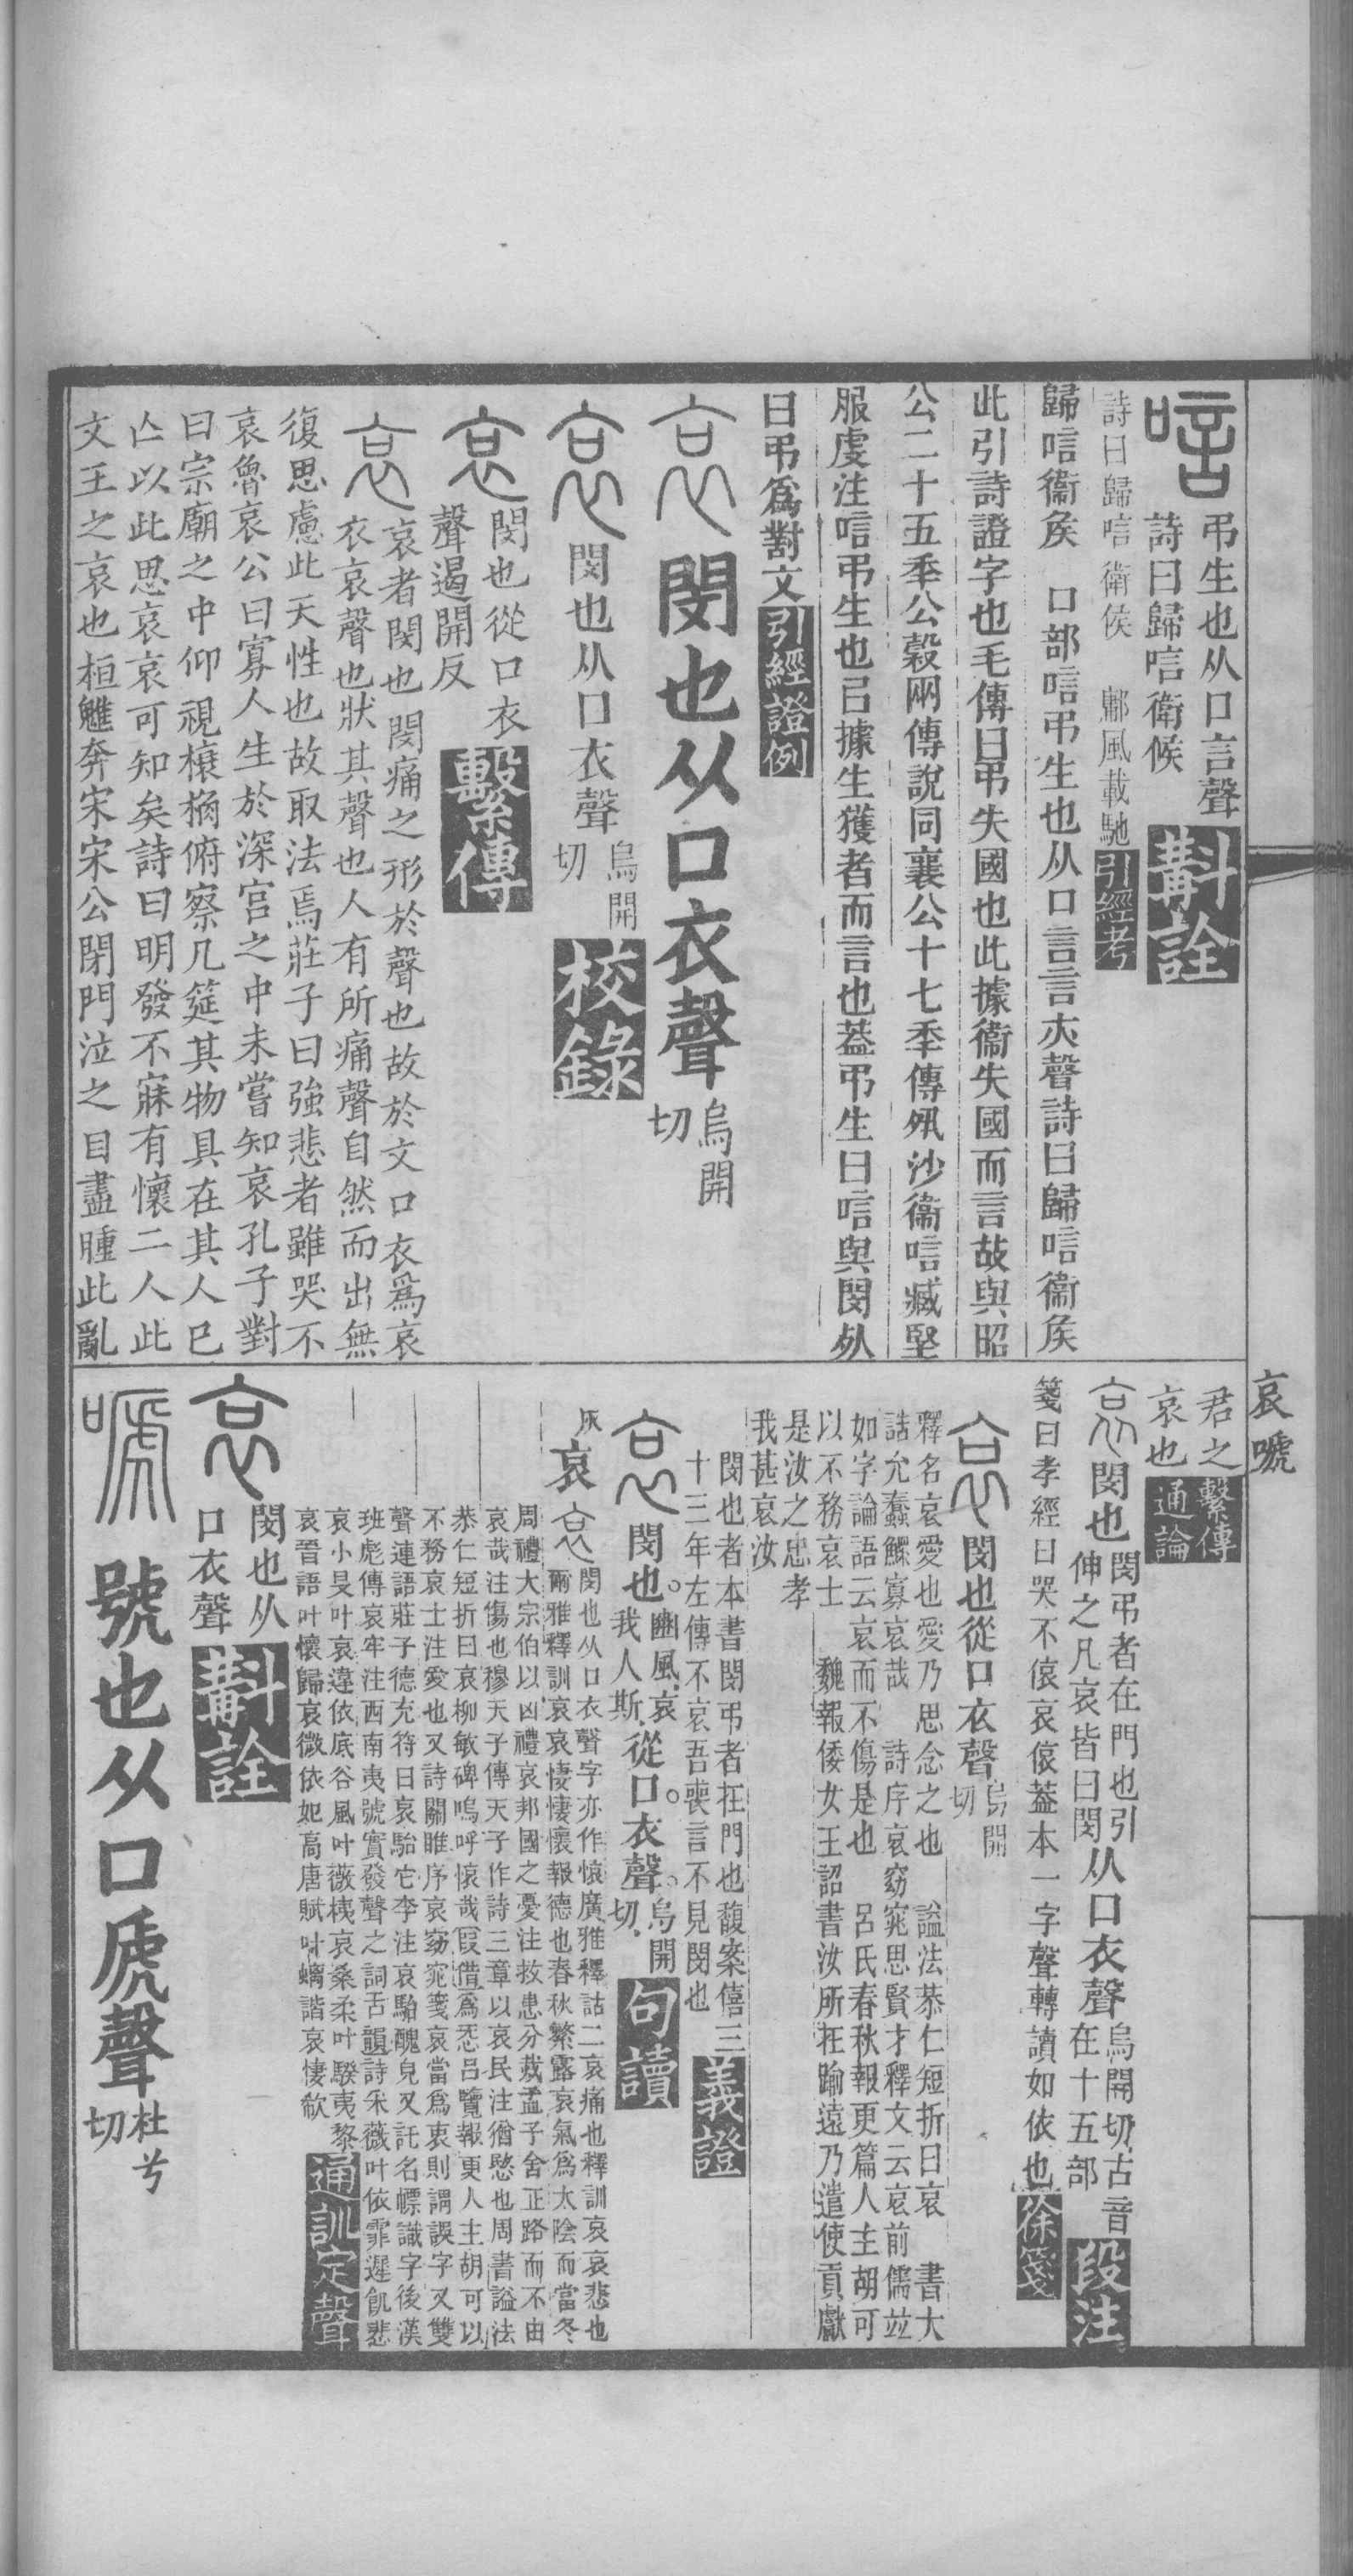 弔生也从口言聲
詩曰歸唁衛候
斠詮
詩曰歸唁衛侯 鄘風載馳
引經考
歸唁衞矦 口部唁弔生也从口言言亦聲詩曰歸唁衞矦
此引詩證字也毛傳曰弔失國也此據衞失國而言故與昭
公二十五秊公穀兩傳說同襄公十七秊傳夙沙衞唁臧堅
服虔注唁弔生也已據生獲者而言也葢弔生曰唁與閔
曰弔爲對文
引經證例
哀 閔也从口衣聲
烏開
切
閔也从口衣聲
烏開
切
校錄
閔也從口衣
聲遏開反
繫傳
哀者閔也閔痛之形於聲也故於文口衣爲哀
衣哀聲也狀其聲也人有所痛聲自然而出無
復思慮此天性也故取法焉莊子曰強悲者雖哭不
哀魯哀公曰寡人生於深宮之中未嘗知哀孔子對
曰宗廟之中仰視榱桷俯察几筵其物具在其人已
亾以此思哀哀可知矣詩曰明發不寐有懷二人此
文王之哀也桓魋奔宋宋公閉門泣之目盡腫此亂
哀嗁
君之
哀也
繫傳
通論
閔也
閔弔者在門也引
伸之凡哀皆曰閔
从口衣聲
烏開切古音
在十五部
段注
箋曰孝經曰哭不偯哀偯葢本一字聲轉讀如依也
徐箋
閔也從口衣聲
烏開
切
釋名哀愛也愛乃思念之也 謚法恭仁短折曰哀 書大
誥允蠢鰥寡哀哉 詩序哀窈窕思賢才釋文云哀前儒竝
如字論語云哀而不傷是也 呂氏春秋報更篇人主胡可
以不務哀士 魏報倭女王詔書汝所在踰遠乃遣使貢獻
是汝之忠孝
我甚哀汝
閔也者本書閔弔者在門也馥案僖三
十三年左傳不哀吾喪言不見閔也
義證
閔也
豳風哀
我人斯
從口衣聲
烏開
切
句讀
哀
閔也从口衣聲字亦作㥋廣雅釋詁二哀痛也釋訓哀哀悲也
爾雅釋訓哀哀悽悽懷報德也春秋繁露哀氣爲太陰而當冬
周禮大宗伯以凶禮哀邦國之憂注救患分烖孟子舍正路而不由
哀哉注傷也穆天子傳天子作詩三章以哀民注猶愍也周書謚法
恭仁短折曰哀柳敏碑嗚呼㥋哉叚借爲㤅呂覽報更人主胡可以
不務哀士注愛也又詩關雎序哀窈窕箋哀當爲衷則謂誤字又雙
聲連語莊子德充符曰哀駘它李注哀駘醜皃又託名幖識字後漢
班彪傳哀牢注西南夷號實發聲之詞舌韻詩采薇叶依霏遲飢悲
哀小旻叶哀違依底谷風叶薇桋哀桑柔叶騤夷黎
哀晉語叶懷歸哀微依妃高唐賦叶螭諧哀悽欷
通訓定聲
閔也从
口衣聲
斠詮
號也从口虒聲
杜兮
切